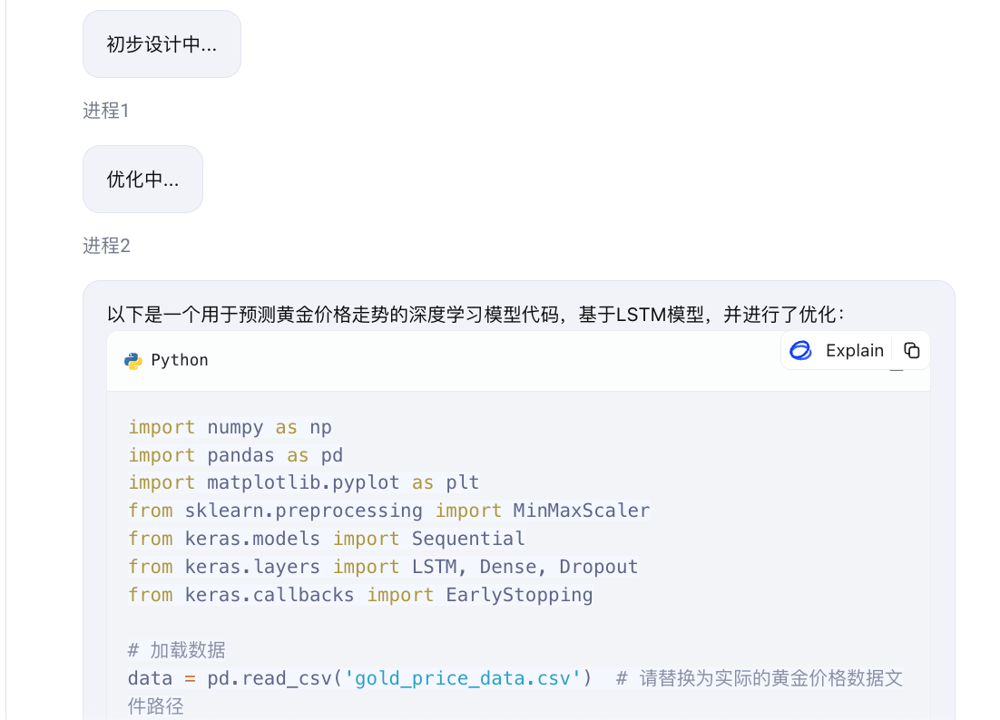 初步设计中...
进程1
优化中...
进程2
以下是一个用于预测黄金价格走势的深度学习模型代码，基于LSTM模型，并进行了优化：
Python
Explain
import numpy as np
import pandas as pd
import matplotlib.pyplot as plt
from sklearn.preprocessing import MinMaxScaler
from keras.models import Sequential
from keras.layers import LSTM, Dense, Dropout
from keras.callbacks import EarlyStopping
# 加载数据
data = pd.read_csv('gold_price_data.csv')  # 请替换为实际的黄金价格数据文
件路径